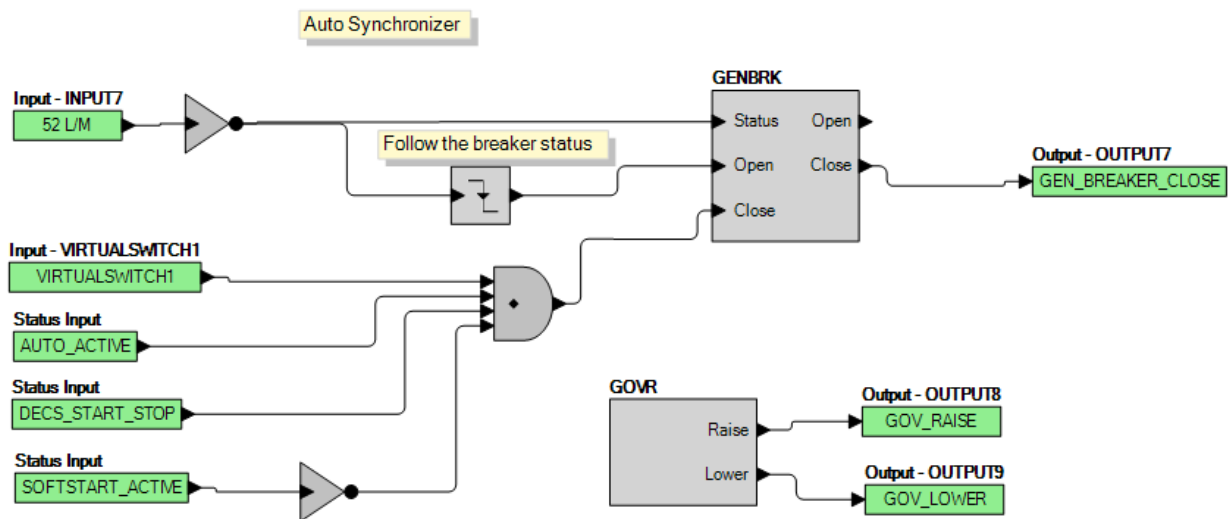 Auto Synchronizer
GENBRK
Input - INPUT7
52 L/M
Status
Open
Follow the breaker status
Open
Close
Close
Output - OUTPUT7
GEN_BREAKER_CLOSE
Input - VIRTUALSWITCH1
VIRTUALSWITCH1
Status Input
AUTO_ACTIVE
Status Input
DECS_START_STOP
Status Input
SOFTSTART_ACTIVE
GOVR
Raise
Lower
Output - OUTPUT8
GOV_RAISE
Output - OUTPUT9
GOV_LOWER